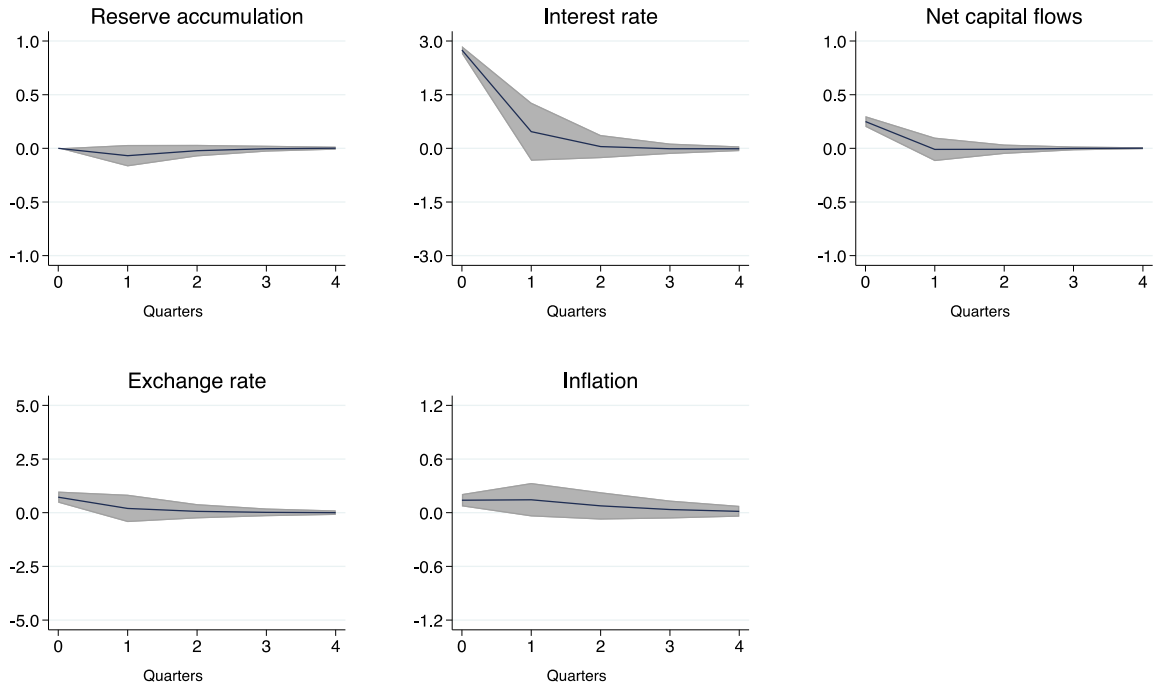 Reserve accumulation
1.0
0.5
0.0
-0.5
-1.0
0 1 2 3 4
Quarters
Interest rate
3.0
1.5
0.0
-1.5
-3.0
0 1 2 3 4
Quarters
Net capital flows
1.0
0.5
0.0
-0.5
-1.0
0 1 2 3 4
Quarters
Exchange rate
5.0
2.5
0.0
-2.5
-5.0
0 1 2 3 4
Quarters
Inflation
1.2
0.6
0.0
-0.6
-1.2
0 1 2 3 4
Quarters